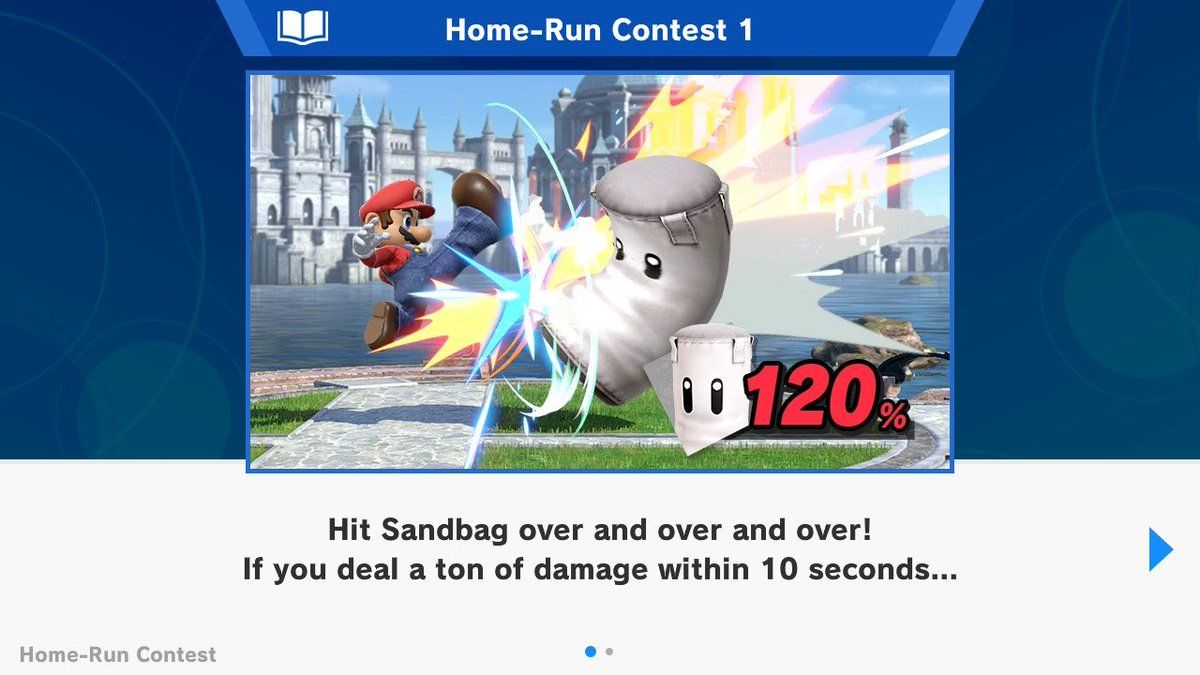 Home-Run Contest 1
120%
Hit Sandbag over and over and over!
If you deal a ton of damage within 10 seconds...
Home-Run Contest